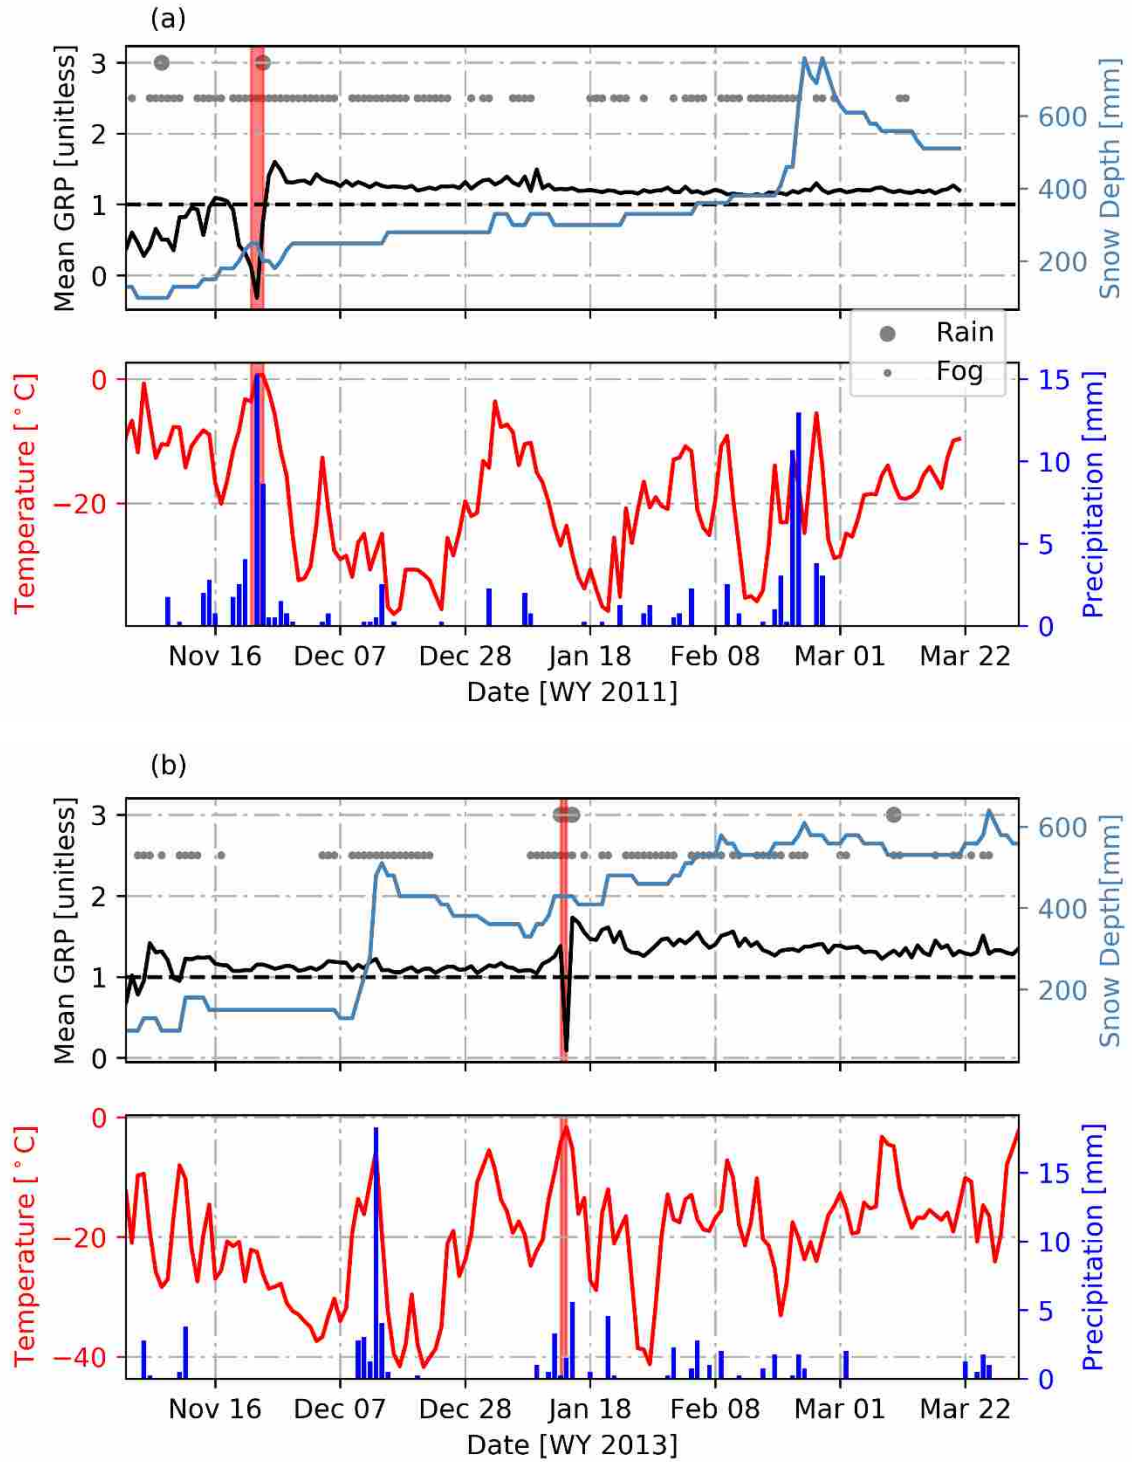 (a)
Mean GRP [unitless]
3
2
1
0
600
400
200
Snow Depth [mm]
Rain
Fog
Temperature [°C]
0
−20
15
10
5
0
Precipitation [mm]
Nov 16 Dec 07 Dec 28 Jan 18 Feb 08 Mar 01 Mar 22
Date [WY 2011]
(b)
Mean GRP [unitless]
3
2
1
0
600
400
200
Snow Depth[mm]
Temperature [°C]
0
−20
−40
15
10
5
0
Precipitation [mm]
Nov 16 Dec 07 Dec 28 Jan 18 Feb 08 Mar 01 Mar 22
Date [WY 2013]